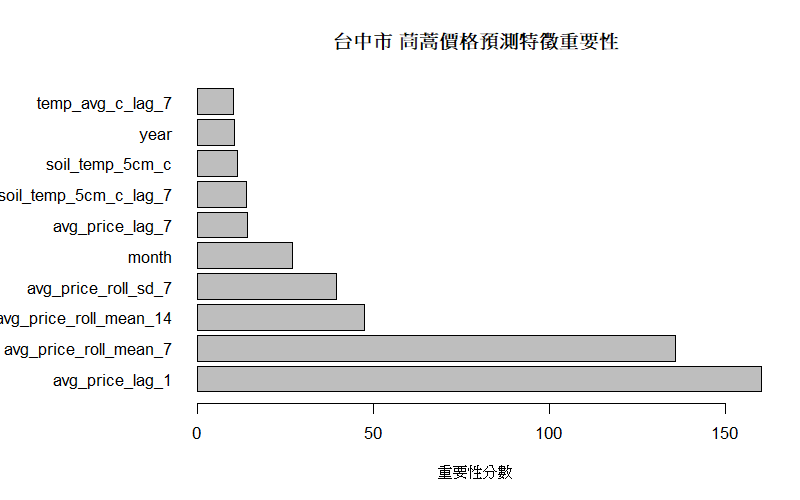 台中市 茼蒿價格預測特徵重要性
temp_avg_c_lag_7
year
soil_temp_5cm_c
soil_temp_5cm_c_lag_7
avg_price_lag_7
month
avg_price_roll_sd_7
avg_price_roll_mean_14
avg_price_roll_mean_7
avg_price_lag_1
0 50 100 150
重要性分數